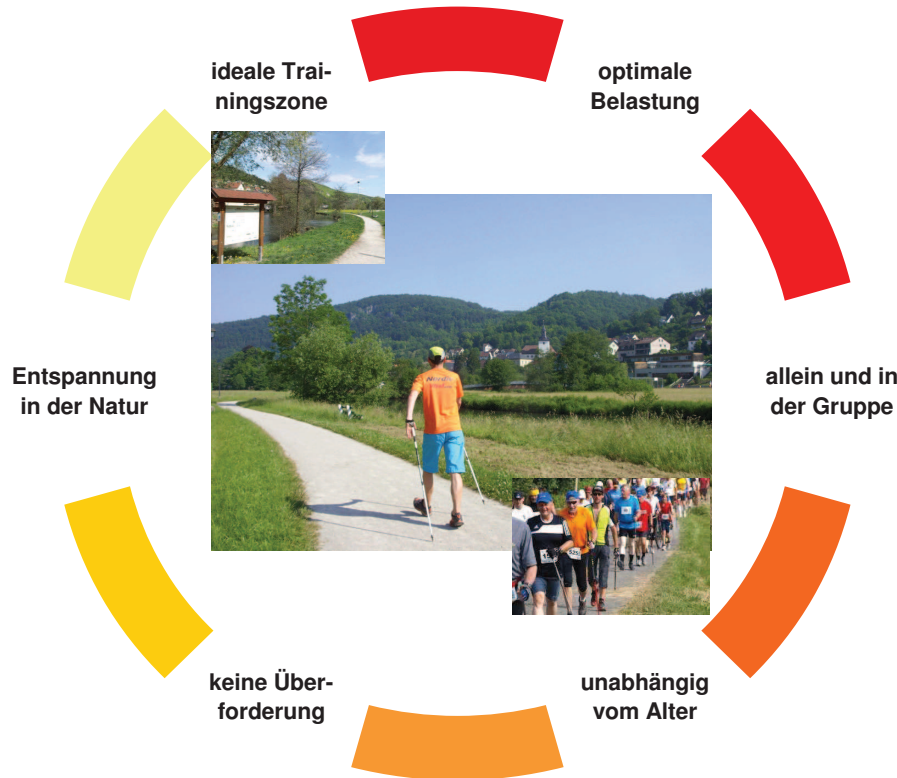 ideale Trai-
ningszone
optimale
Belastung
Entspannung
in der Natur
allein und in
der Gruppe
keine Über-
forderung
unabhängig
vom Alter